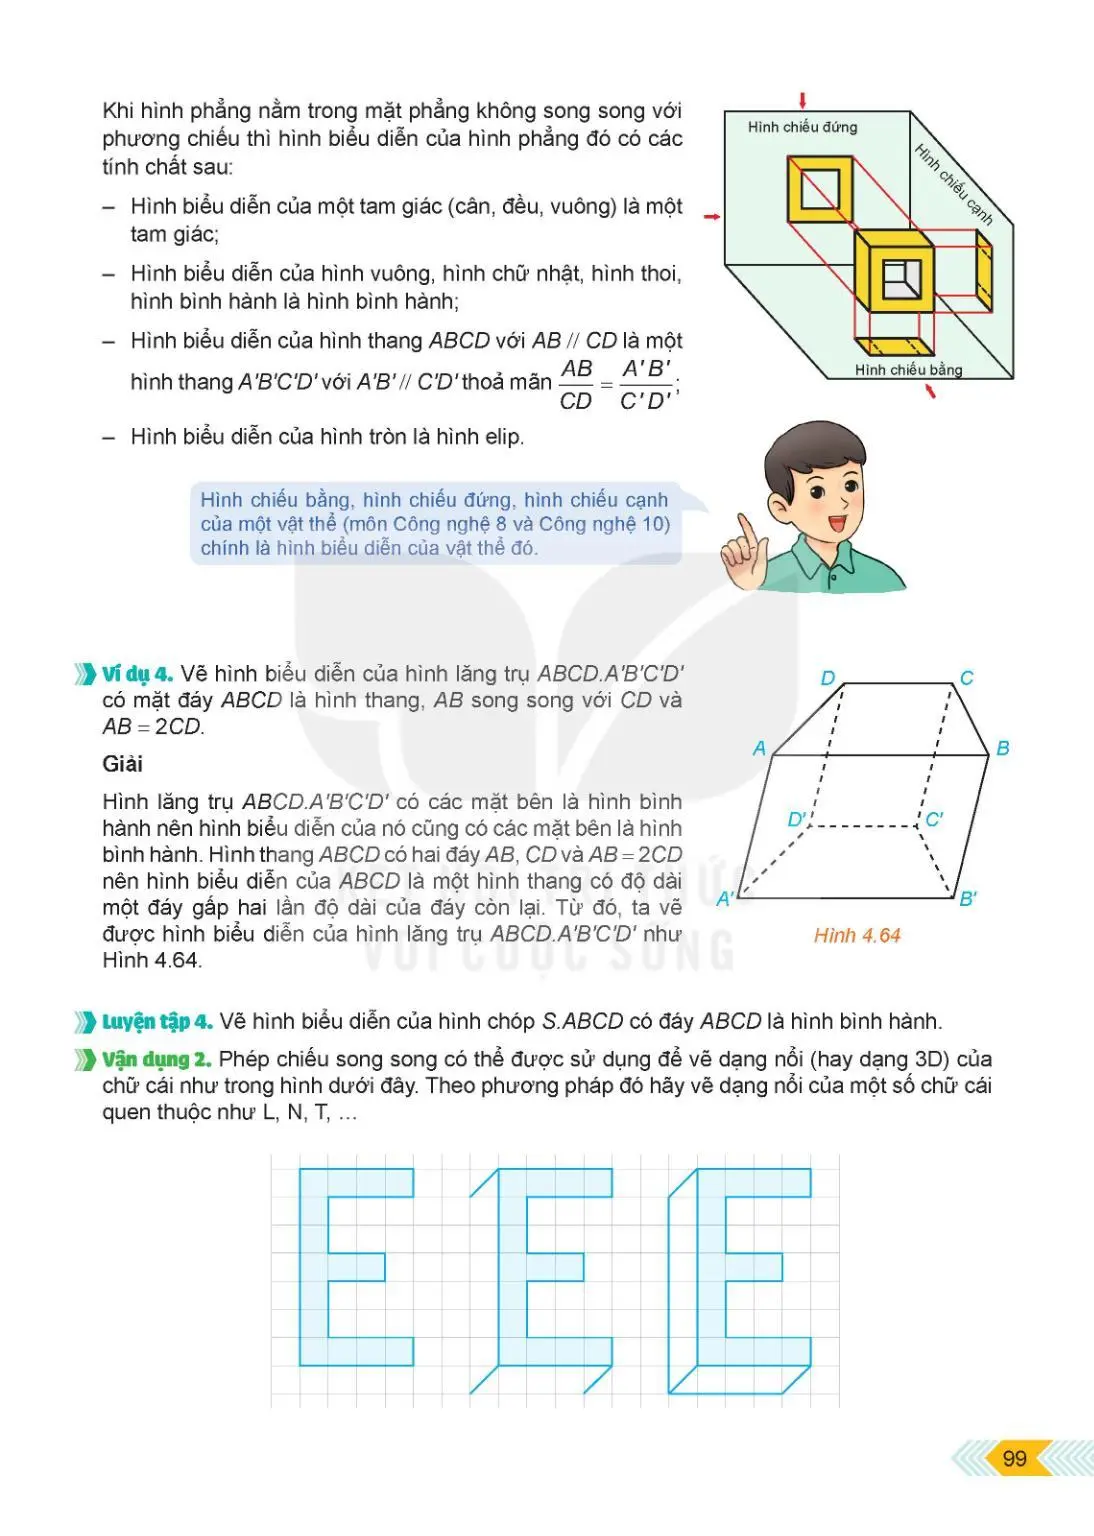 Khi hình phẳng nằm trong mặt phẳng không song song với
phương chiếu thì hình biểu diễn của hình phẳng đó có các
tính chất sau:
– Hình biểu diễn của một tam giác (cân, đều, vuông) là một
tam giác;
– Hình biểu diễn của hình vuông, hình chữ nhật, hình thoi,
hình bình hành là hình bình hành;
– Hình biểu diễn của hình thang ABCD với AB // CD là một
hình thang A'B'C'D' với A'B' // C'D' thoả mãn AB/CD = A'B'/C'D';
– Hình biểu diễn của hình tròn là hình elip.
Hình chiếu đứng
Hình chiếu cạnh
Hình chiếu bằng
Hình chiếu bằng, hình chiếu đứng, hình chiếu cạnh
của một vật thể (môn Công nghệ 8 và Công nghệ 10)
chính là hình biểu diễn của vật thể đó.
Ví dụ 4. Vẽ hình biểu diễn của hình lăng trụ ABCD.A'B'C'D'
có mặt đáy ABCD là hình thang, AB song song với CD và
AB = 2CD.
Giải
Hình lăng trụ ABCD.A'B'C'D' có các mặt bên là hình bình
hành nên hình biểu diễn của nó cũng có các mặt bên là hình
bình hành. Hình thang ABCD có hai đáy AB, CD và AB = 2CD
nên hình biểu diễn của ABCD là một hình thang có độ dài
một đáy gấp hai lần độ dài của đáy còn lại. Từ đó, ta vẽ
được hình biểu diễn của hình lăng trụ ABCD.A'B'C'D' như
Hình 4.64.
D
C
A
B
D'
C'
A'
B'
Hình 4.64
KẾT NỐI TRI THỨC
VỚI CUỘC SỐNG
Luyện tập 4. Vẽ hình biểu diễn của hình chóp S.ABCD có đáy ABCD là hình bình hành.
Vận dụng 2. Phép chiếu song song có thể được sử dụng để vẽ dạng nổi (hay dạng 3D) của
chữ cái như trong hình dưới đây. Theo phương pháp đó hãy vẽ dạng nổi của một số chữ cái
quen thuộc như L, N, T, ...
E E E
99